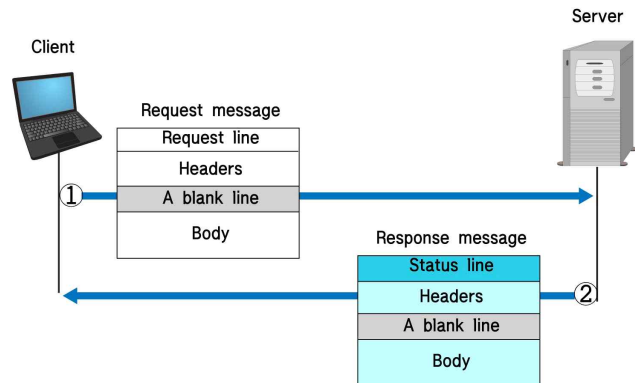 Server
Client
Request message
Request line
Headers
① A blank line
Body
Response message
Status line
Headers ②
A blank line
Body